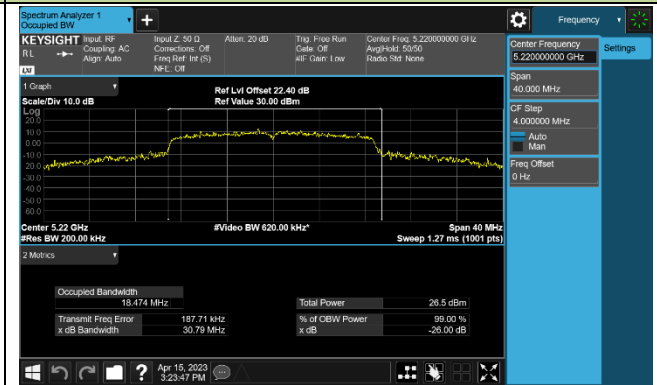 Spectrum Analyzer 1
Occupied BW
Frequency
KEYSIGHT
RL
LXI
Input: RF
Coupling: AC
Align: Auto
Input Z: 50 Ω
Corrections: Off
Freq Ref: Int (S)
NFE: Off
Atten: 20 dB
Trig: Free Run
Gate: Off
#IF Gain: Low
Center Freq: 5.220000000 GHz
Avg|Hold: 50/50
Radio Std: None
Center Frequency
5.220000000 GHz
Settings
Span
40.000 MHz
CF Step
4.000000 MHz
Auto
Man
Freq Offset
0 Hz
1 Graph
Scale/Div 10.0 dB
Ref Lvl Offset 22.40 dB
Ref Value 30.00 dBm
Log
20.0
10.0
0.00
-10.0
-20.0
-30.0
-40.0
-50.0
-60.0
Center 5.22 GHz
#Video BW 620.00 kHz*
Span 40 MHz
#Res BW 200.00 kHz
Sweep 1.27 ms (1001 pts)
2 Metrics
Occupied Bandwidth
18.474 MHz
Total Power 26.5 dBm
Transmit Freq Error 187.71 kHz
% of OBW Power 99.00 %
x dB Bandwidth 30.79 MHz
x dB -26.00 dB
?
Apr 15, 2023
3:23:47 PM